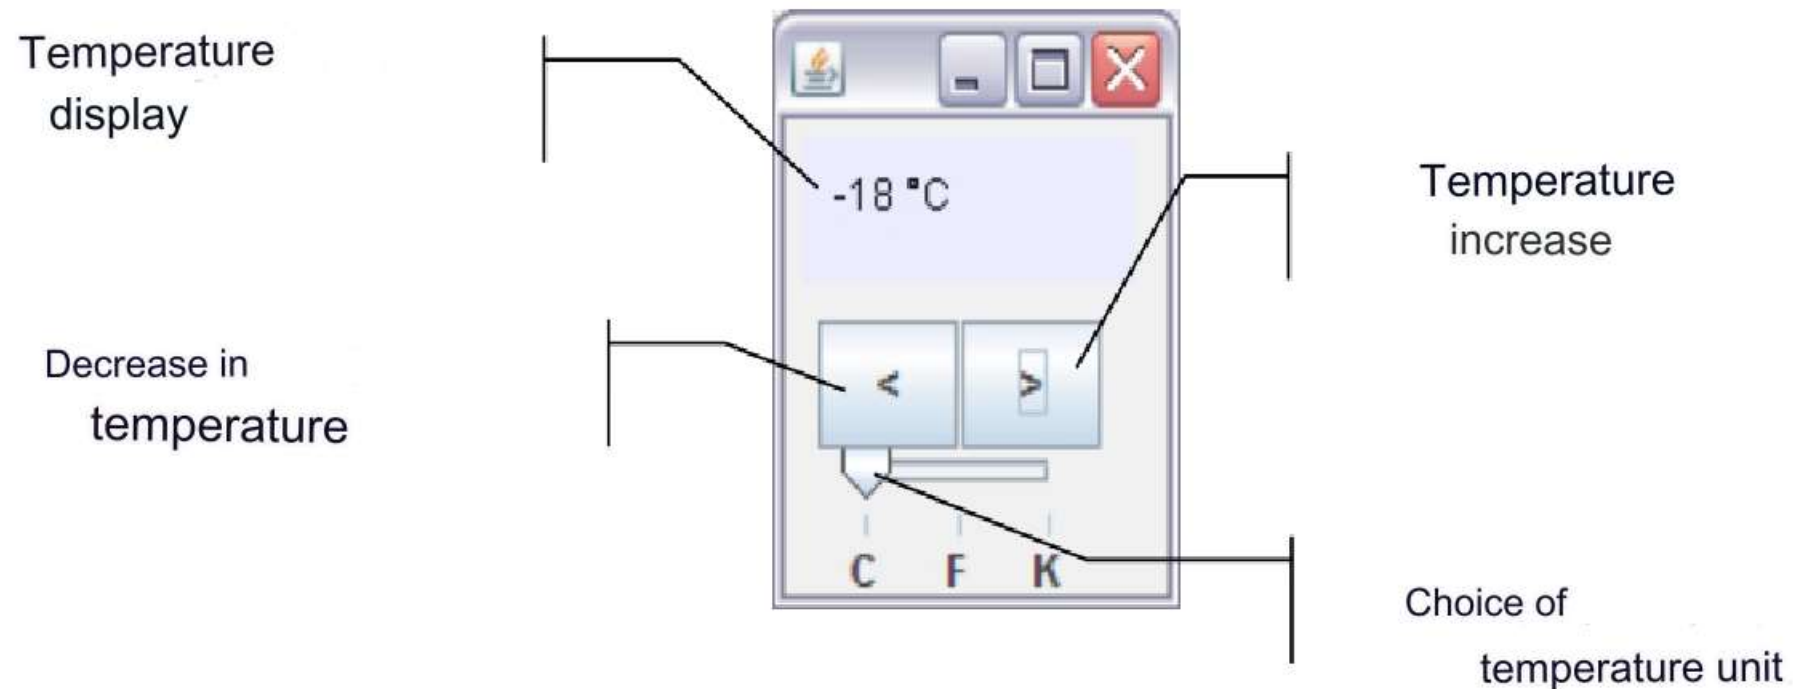 Temperature
display
-18 °C
Temperature
increase
Decrease in
temperature
<
>
C F K
Choice of
temperature unit